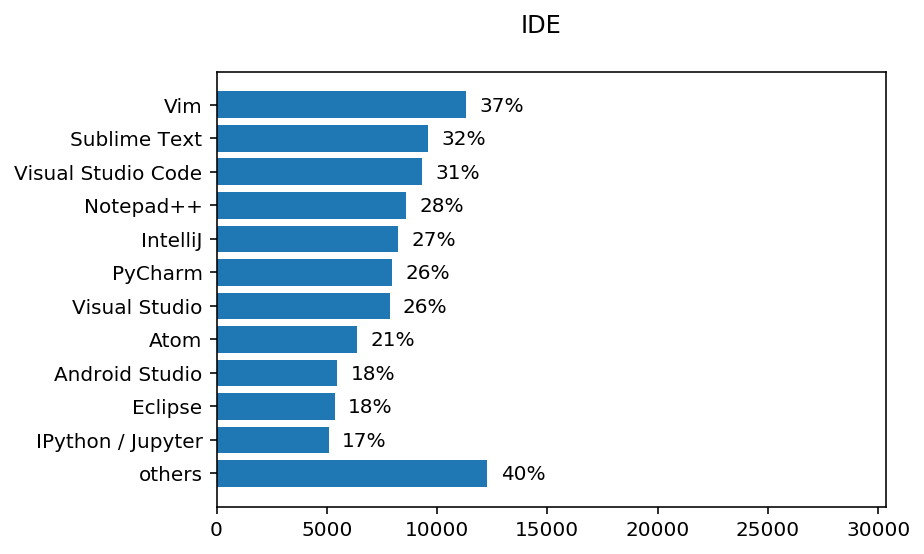 IDE
Vim 37%
Sublime Text 32%
Visual Studio Code 31%
Notepad++ 28%
IntelliJ 27%
PyCharm 26%
Visual Studio 26%
Atom 21%
Android Studio 18%
Eclipse 18%
IPython / Jupyter 17%
others 40%
0 5000 10000 15000 20000 25000 30000